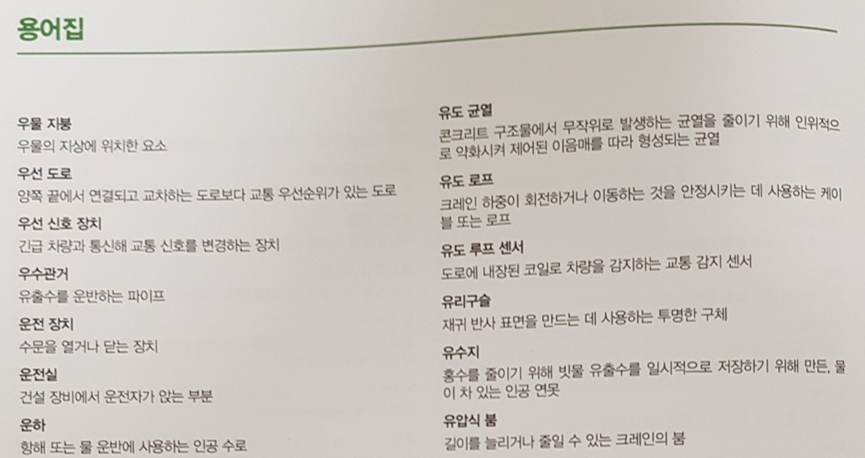 용어집
우물 지붕
우물의 지상에 위치한 요소
우선 도로
양쪽 끝에서 연결되고 교차하는 도로보다 교통 우선순위가 있는 도로
우선 신호 장치
긴급 차량과 통신해 교통 신호를 변경하는 장치
우수관거
유출수를 운반하는 파이프
운전 장치
수문을 열거나 닫는 장치
운전실
건설 장비에서 운전자가 앉는 부분
운하
항해 또는 물 운반에 사용하는 인공 수로
유도 균열
콘크리트 구조물에서 무작위로 발생하는 균열을 줄이기 위해 인위적으
로 약화시켜 제어된 이음매를 따라 형성되는 균열
유도 로프
크레인 하중이 회전하거나 이동하는 것을 안정시키는 데 사용하는 케이
블 또는 로프
유도 루프 센서
도로에 내장된 코일로 차량을 감지하는 교통 감지 센서
유리구슬
재귀 반사 표면을 만드는 데 사용하는 투명한 구체
유수지
홍수를 줄이기 위해 빗물 유출수를 일시적으로 저장하기 위해 만든, 물
이 차 있는 인공 연못
유압식 붐
길이를 늘리거나 줄일 수 있는 크레인의 붐